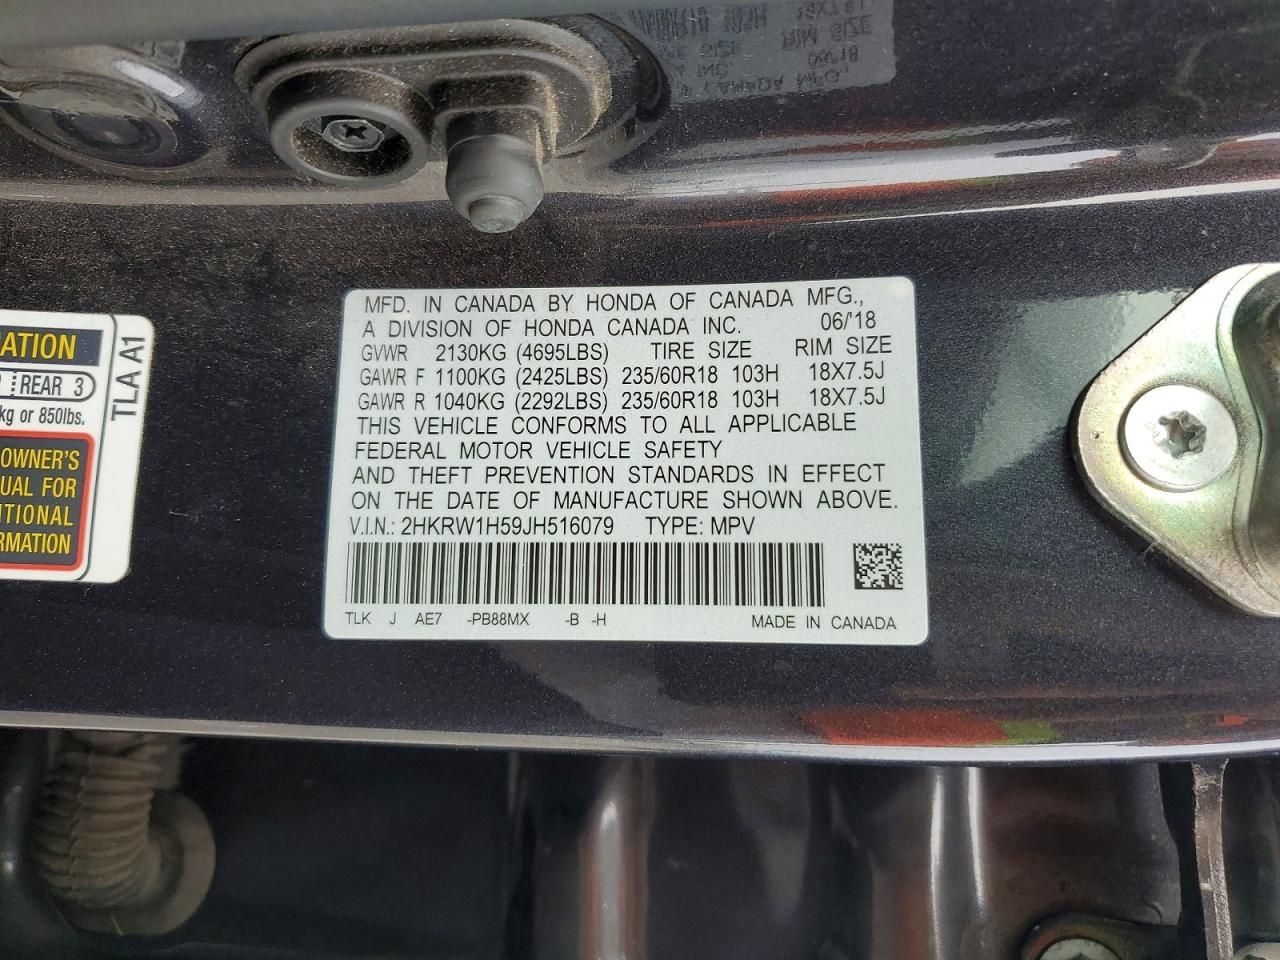 MFD. IN CANADA BY HONDA OF CANADA MFG.,
A DIVISION OF HONDA CANADA INC. 06/'18
GVWR 2130KG (4695LBS) TIRE SIZE RIM SIZE
GAWR F 1100KG (2425LBS) 235/60R18 103H 18X7.5J
GAWR R 1040KG (2292LBS) 235/60R18 103H 18X7.5J
THIS VEHICLE CONFORMS TO ALL APPLICABLE
FEDERAL MOTOR VEHICLE SAFETY
AND THEFT PREVENTION STANDARDS IN EFFECT
ON THE DATE OF MANUFACTURE SHOWN ABOVE.
V.I.N.: 2HKRW1H59JH516079 TYPE: MPV
TLK J AE7 -PB88MX -B -H MADE IN CANADA
ATION
REAR 3
kg or 850lbs.
OWNER'S
UAL FOR
ITIONAL
RMATION
TLA A1